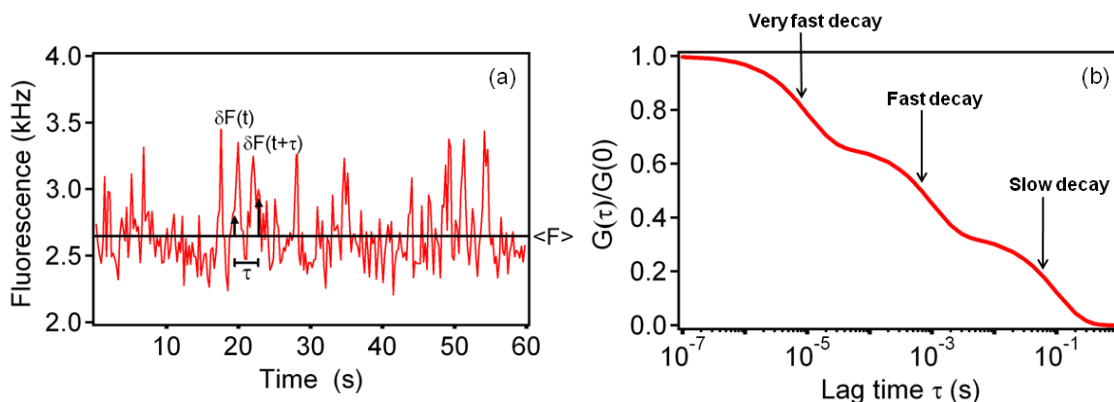 (a)
Fluorescence (kHz)
4.0
3.5
3.0
2.5
2.0
δF(t)
δF(t+τ)
<F>
τ
10 20 30 40 50 60
Time (s)
(b)
Very fast decay
Fast decay
Slow decay
G(τ)/G(0)
1.0
0.8
0.6
0.4
0.2
0.0
10⁻⁷ 10⁻⁵ 10⁻³ 10⁻¹
Lag time τ (s)